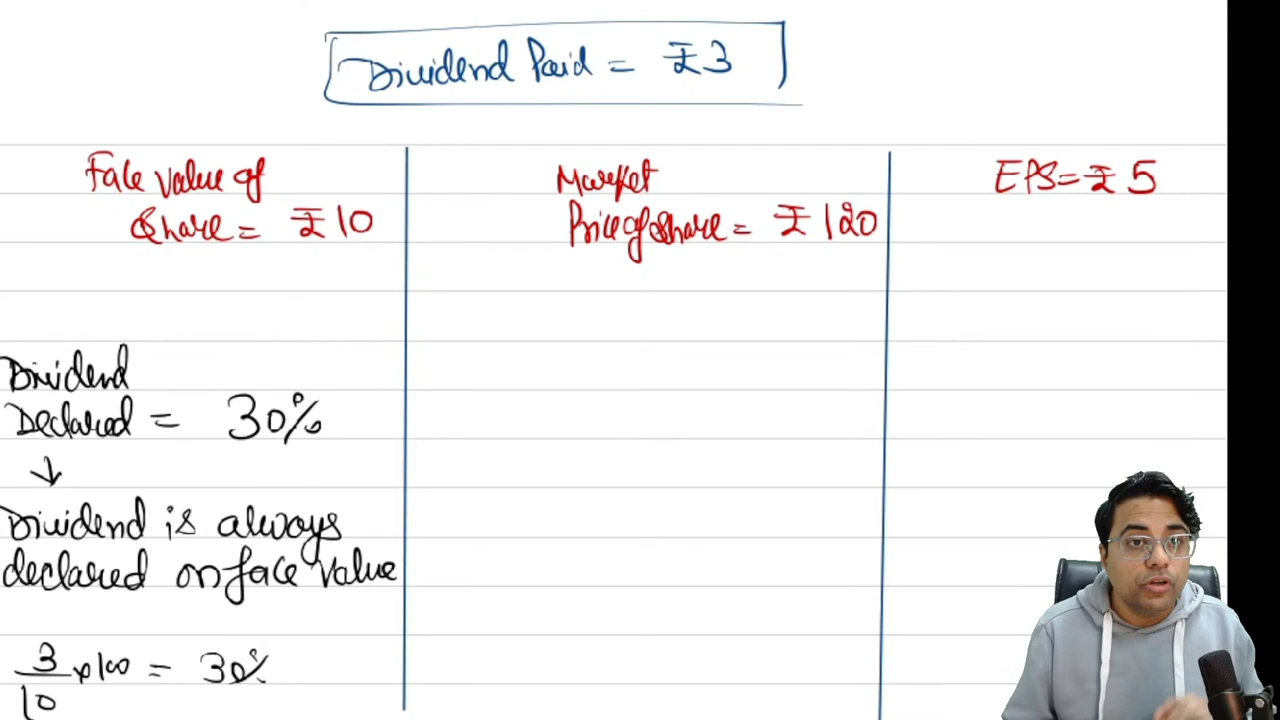 Dividend Paid = ₹3
Face value of
Share = ₹10
Market
Price of Share = ₹120
EPS = ₹5
Dividend
Declared = 30%
↓
Dividend is always
declared on face value
3/10 x100 = 30%